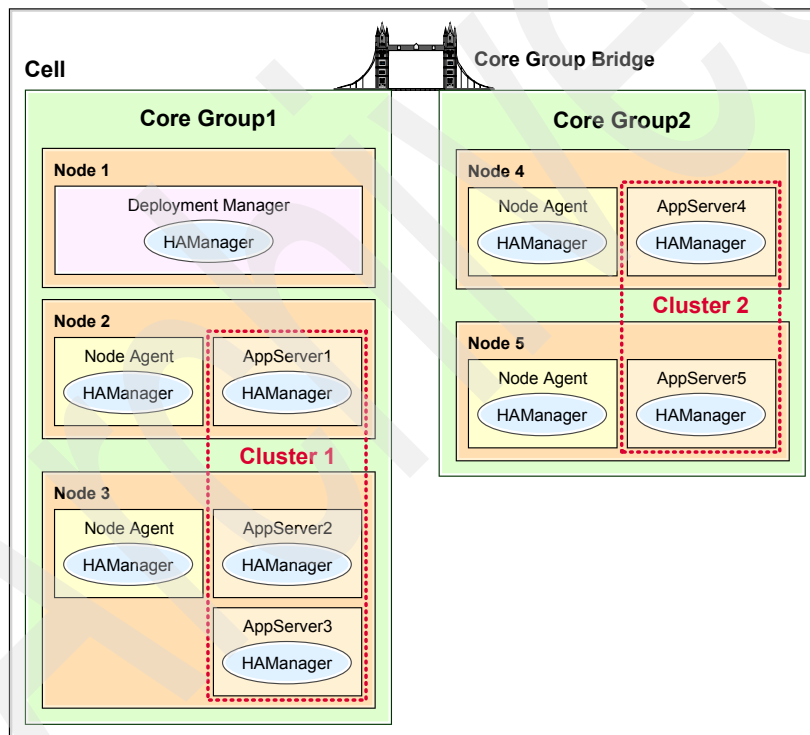 Cell
Core Group Bridge
Core Group1
Node 1
Deployment Manager
HAManager
Node 2
Node Agent
HAManager
AppServer1
HAManager
Cluster 1
Node 3
Node Agent
HAManager
AppServer2
HAManager
AppServer3
HAManager
Core Group2
Node 4
Node Agent
HAManager
AppServer4
HAManager
Cluster 2
Node 5
Node Agent
HAManager
AppServer5
HAManager